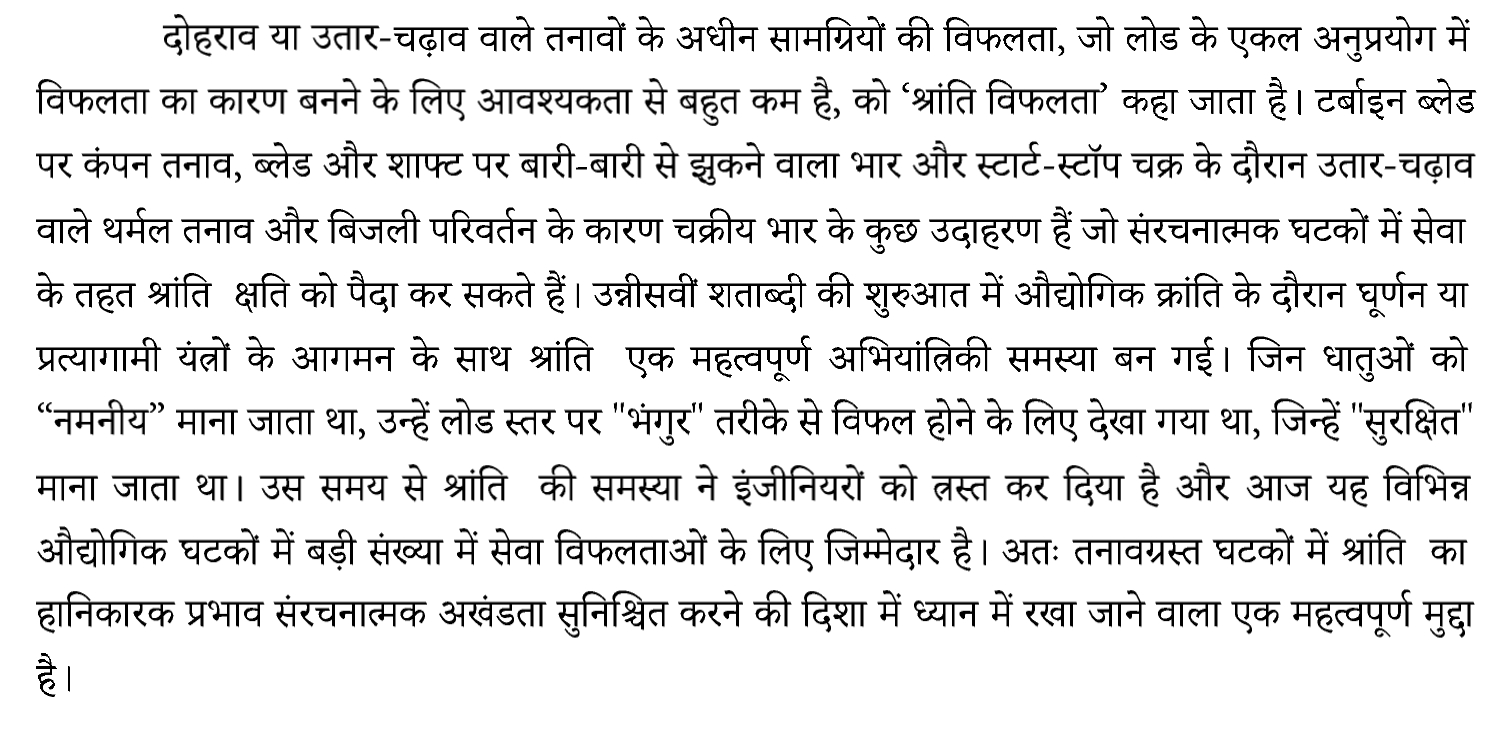 दोहराव या उतार-चढ़ाव वाले तनावों के अधीन सामग्रियों की विफलता, जो लोड के एकल अनुप्रयोग में
विफलता का कारण बनने के लिए आवश्यकता से बहुत कम है, को ‘श्रांति विफलता’ कहा जाता है। टर्बाइन ब्लेड
पर कंपन तनाव, ब्लेड और शाफ्ट पर बारी-बारी से झुकने वाला भार और स्टार्ट-स्टॉप चक्र के दौरान उतार-चढ़ाव
वाले थर्मल तनाव और बिजली परिवर्तन के कारण चक्रीय भार के कुछ उदाहरण हैं जो संरचनात्मक घटकों में सेवा
के तहत श्रांति क्षति को पैदा कर सकते हैं। उन्नीसवीं शताब्दी की शुरुआत में औद्योगिक क्रांति के दौरान घूर्णन या
प्रत्यागामी यंत्रों के आगमन के साथ श्रांति एक महत्वपूर्ण अभियांत्रिकी समस्या बन गई। जिन धातुओं को
“नमनीय” माना जाता था, उन्हें लोड स्तर पर "भंगुर" तरीके से विफल होने के लिए देखा गया था, जिन्हें "सुरक्षित"
माना जाता था। उस समय से श्रांति की समस्या ने इंजीनियरों को त्रस्त कर दिया है और आज यह विभिन्न
औद्योगिक घटकों में बड़ी संख्या में सेवा विफलताओं के लिए जिम्मेदार है। अतः तनावग्रस्त घटकों में श्रांति का
हानिकारक प्रभाव संरचनात्मक अखंडता सुनिश्चित करने की दिशा में ध्यान में रखा जाने वाला एक महत्वपूर्ण मुद्दा
है।